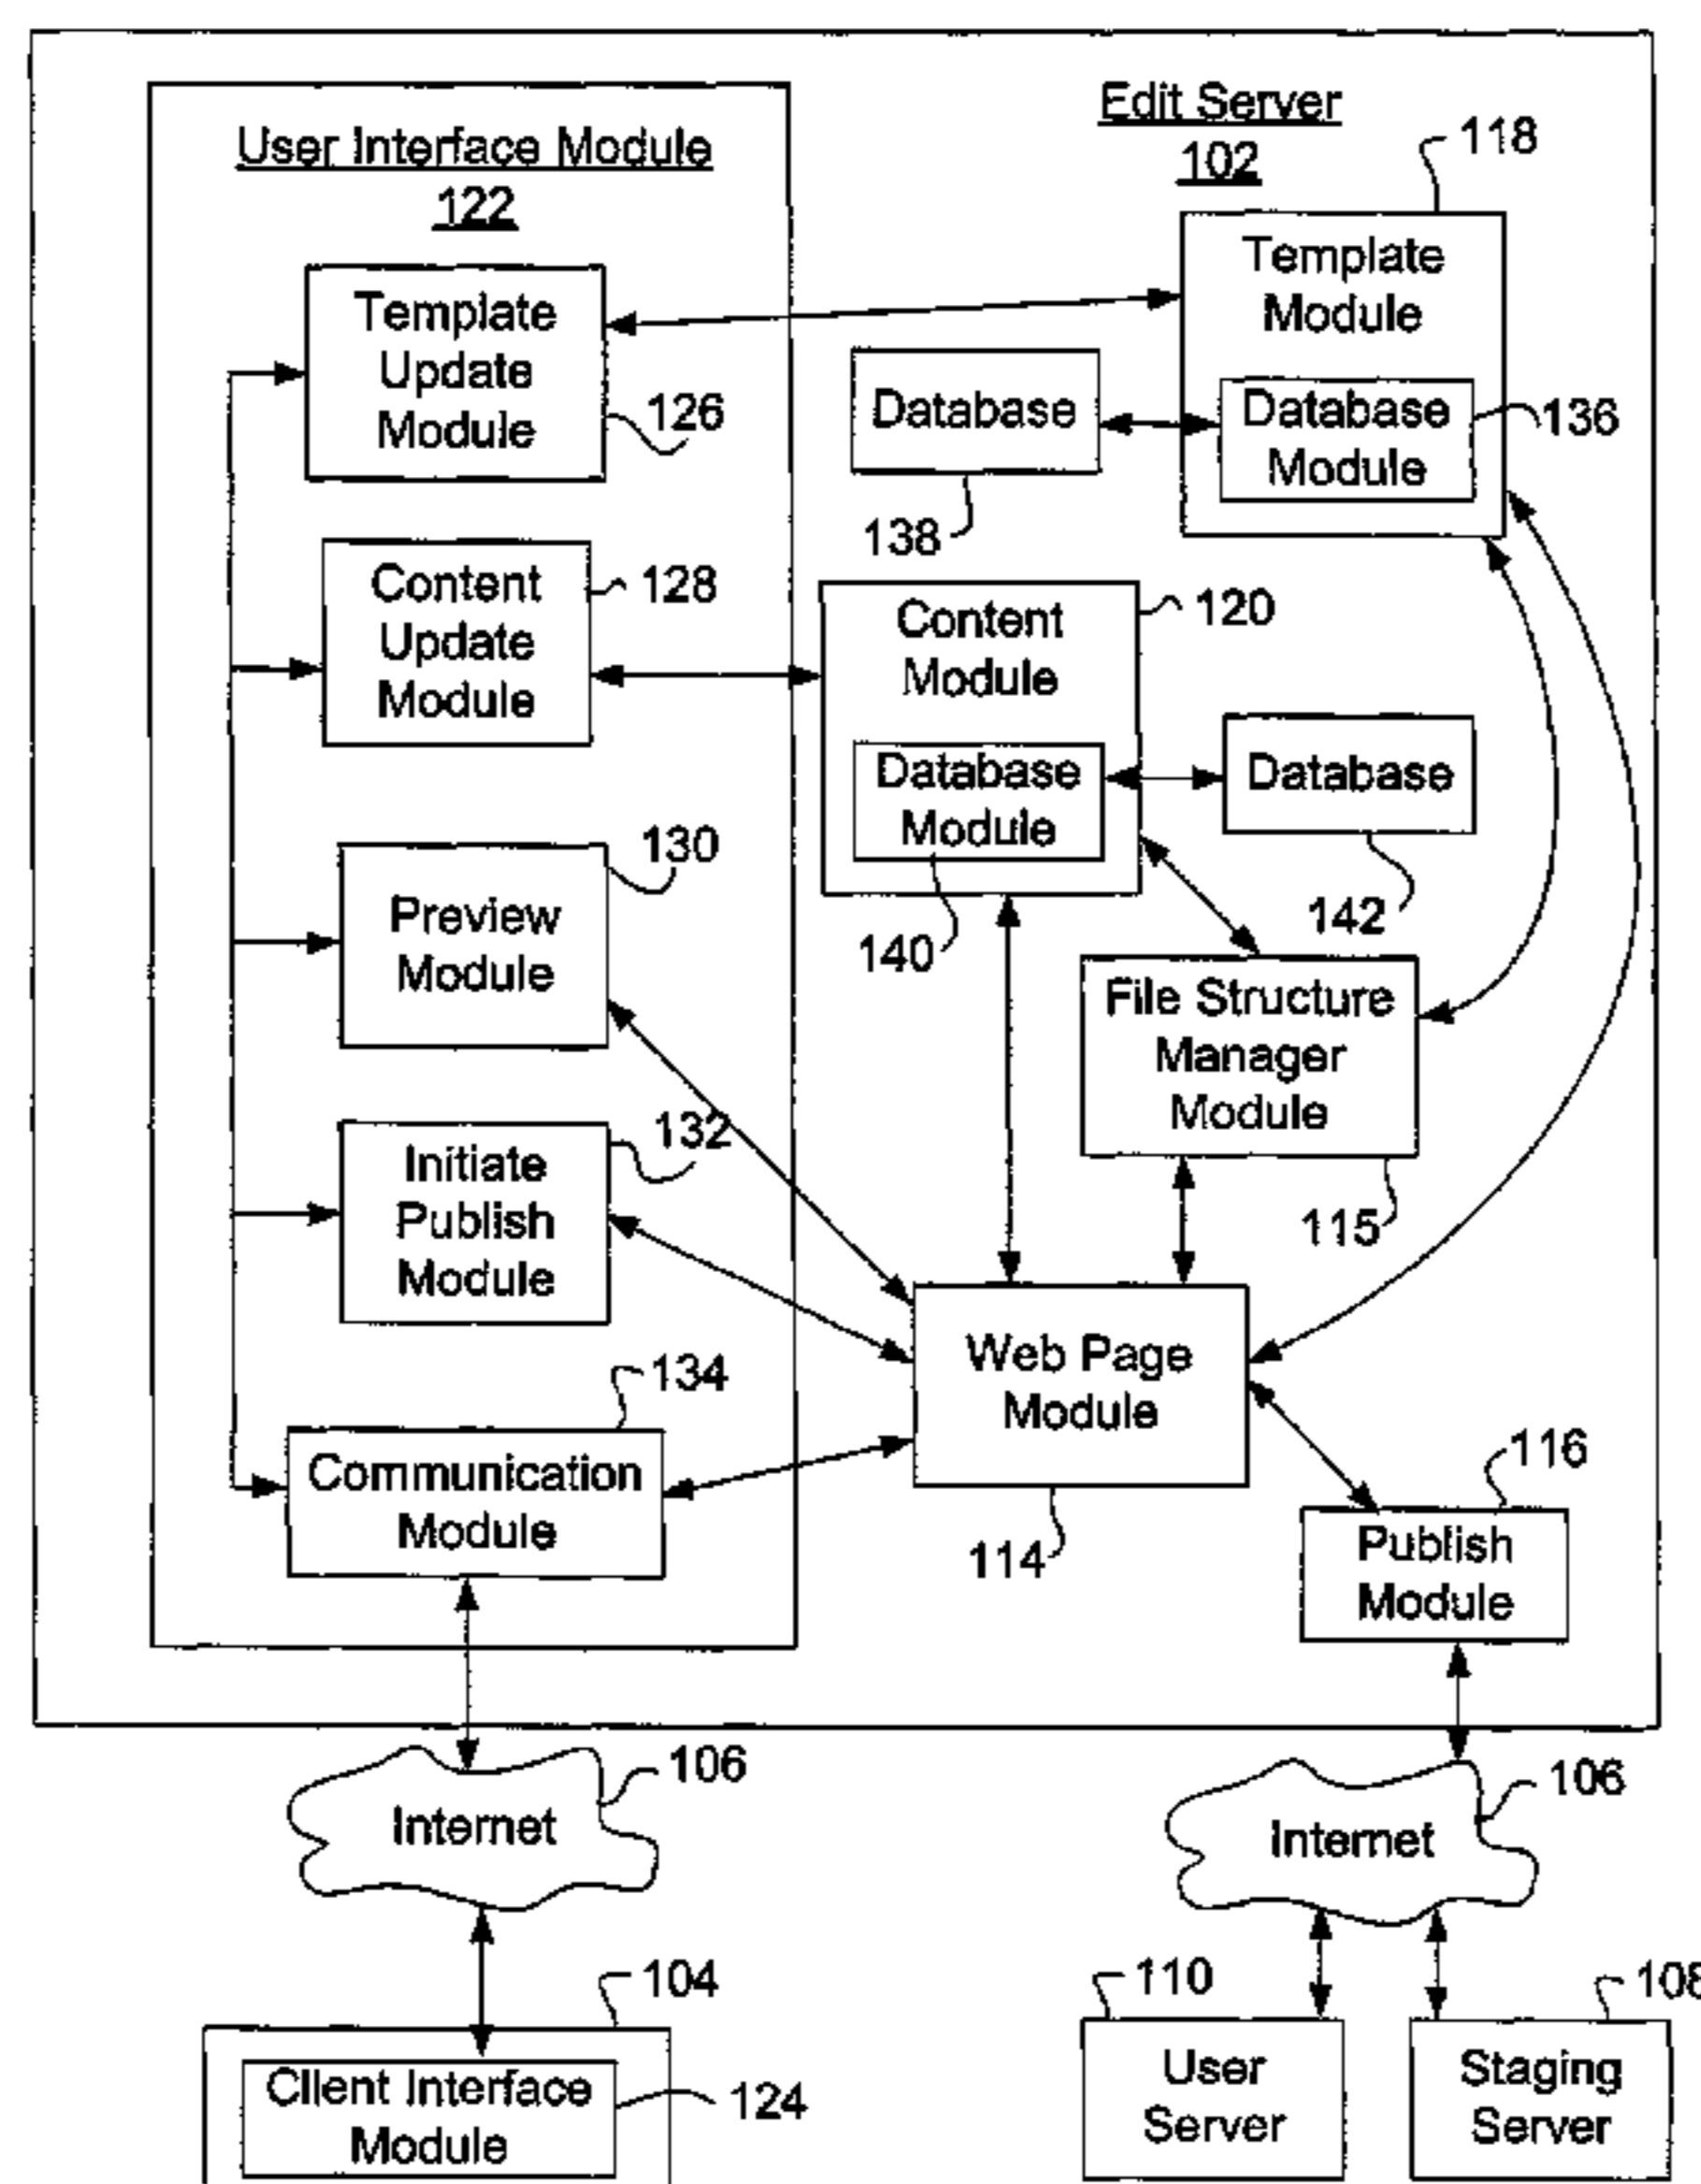 Edit Server
102
User Interface Module
122
118
Template
Module
Database
Module
136
Database
138
Template
Update
Module
126
Content
Update
Module
128
Content
Module
120
Database
Module
140
Database
142
Preview
Module
130
File Structure
Manager
Module
115
Initiate
Publish
Module
132
Web Page
Module
114
Communication
Module
134
Publish
Module
116
Internet
106
Internet
106
104
Client Interface
Module
124
110
User
Server
108
Staging
Server